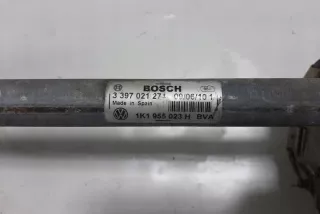 BOSCH
3 397 021 27
Made in Spain
1K1 955 023 H BVA